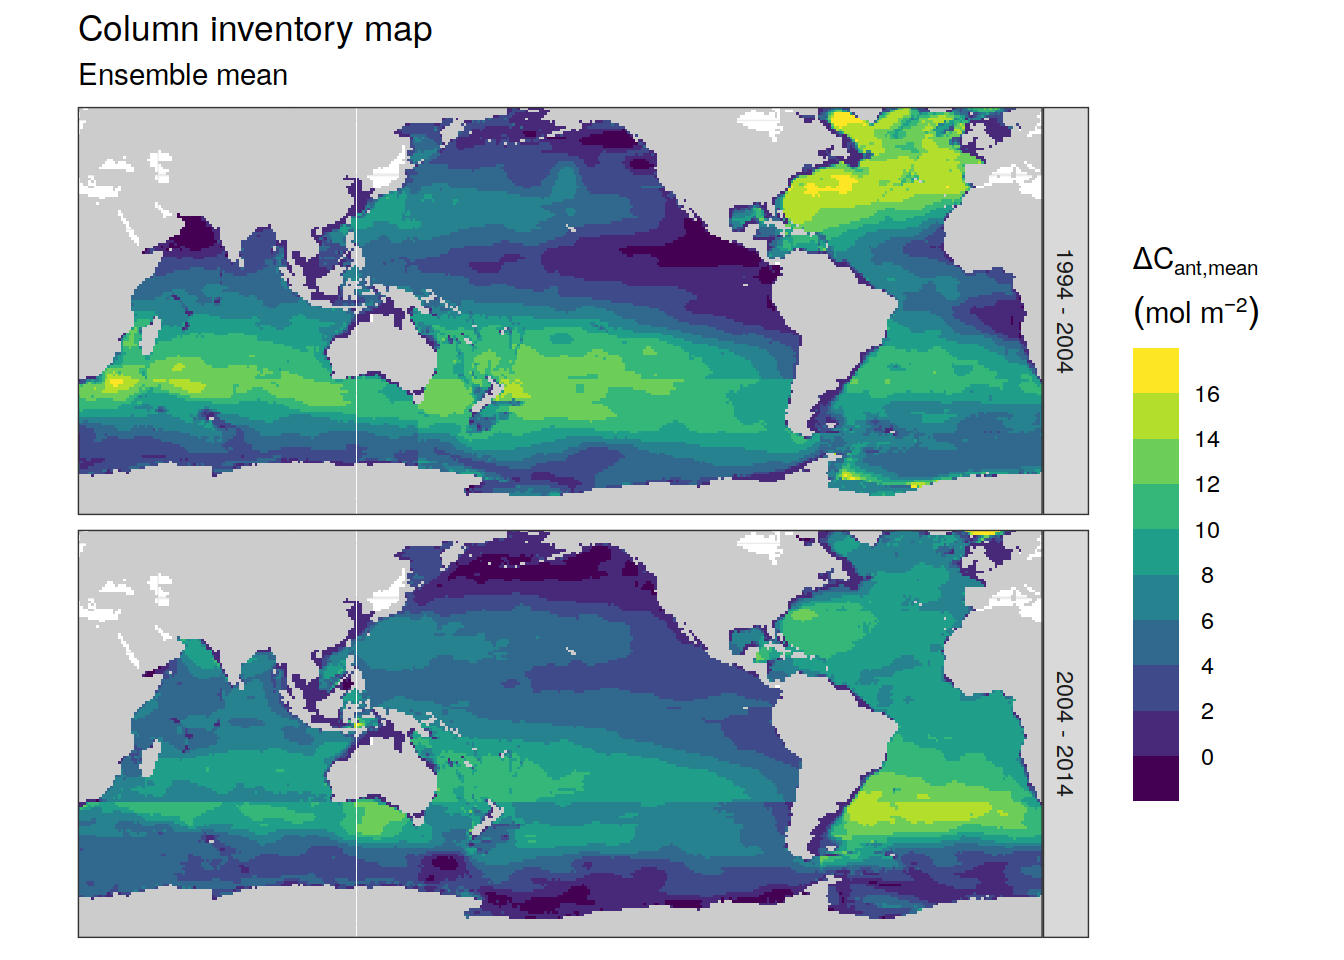 Column inventory map
Ensemble mean
1994 - 2004
2004 - 2014
ΔCant,mean
(mol m−2)
16
14
12
10
8
6
4
2
0